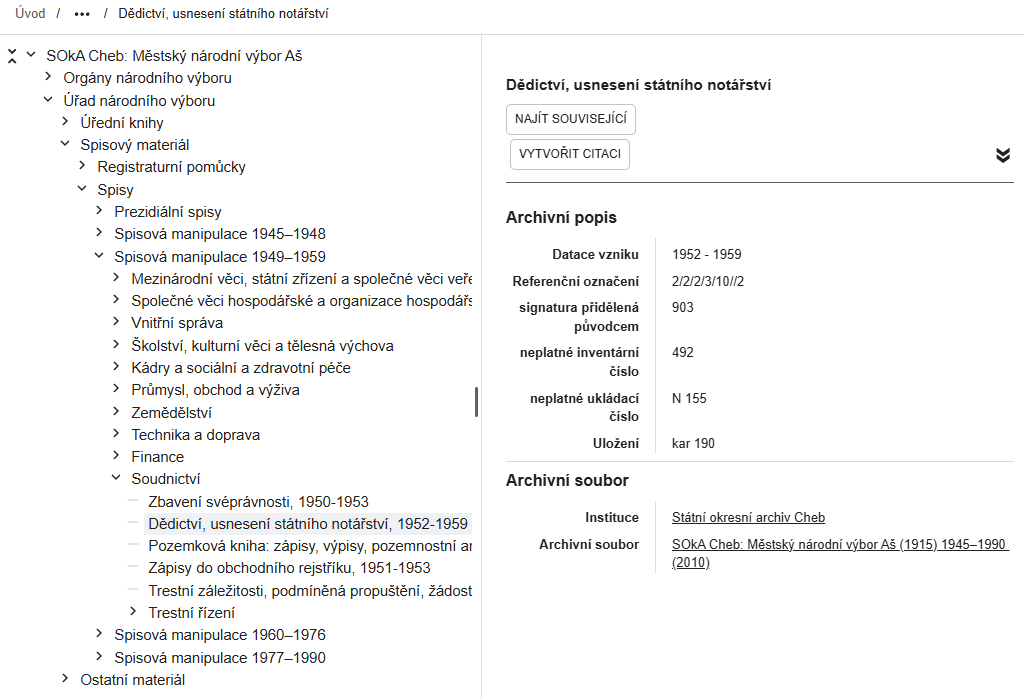 Úvod / ••• / Dědictví, usnesení státního notářství
SOkA Cheb: Městský národní výbor Aš
Orgány národního výboru
Úřad národního výboru
Úřední knihy
Spisový materiál
Registraturní pomůcky
Spisy
Prezidiální spisy
Spisová manipulace 1945–1948
Spisová manipulace 1949–1959
Mezinárodní věci, státní zřízení a společné věci veře
Společné věci hospodářské a organizace hospodářs
Vnitřní správa
Školství, kulturní věci a tělesná výchova
Kádry a sociální a zdravotní péče
Průmysl, obchod a výživa
Zemědělství
Technika a doprava
Finance
Soudnictví
Zbavení svéprávnosti, 1950-1953
Dědictví, usnesení státního notářství, 1952-1959
Pozemková kniha: zápisy, výpisy, pozemnostní ar
Zápisy do obchodního rejstříku, 1951-1953
Trestní záležitosti, podmíněná propuštění, žádost
Trestní řízení
Spisová manipulace 1960–1976
Spisová manipulace 1977–1990
Ostatní materiál
Dědictví, usnesení státního notářství
NAJÍT SOUVISEJÍCÍ
VYTVOŘIT CITACI
Archivní popis
Datace vzniku 1952 - 1959
Referenční označení 2/2/2/3/10//2
signatura přidělená 903
původcem
neplatné inventární 492
číslo
neplatné ukládací N 155
číslo
Uložení kar 190
Archivní soubor
Instituce Státní okresní archiv Cheb
Archivní soubor SOkA Cheb: Městský národní výbor Aš (1915) 1945–1990
(2010)